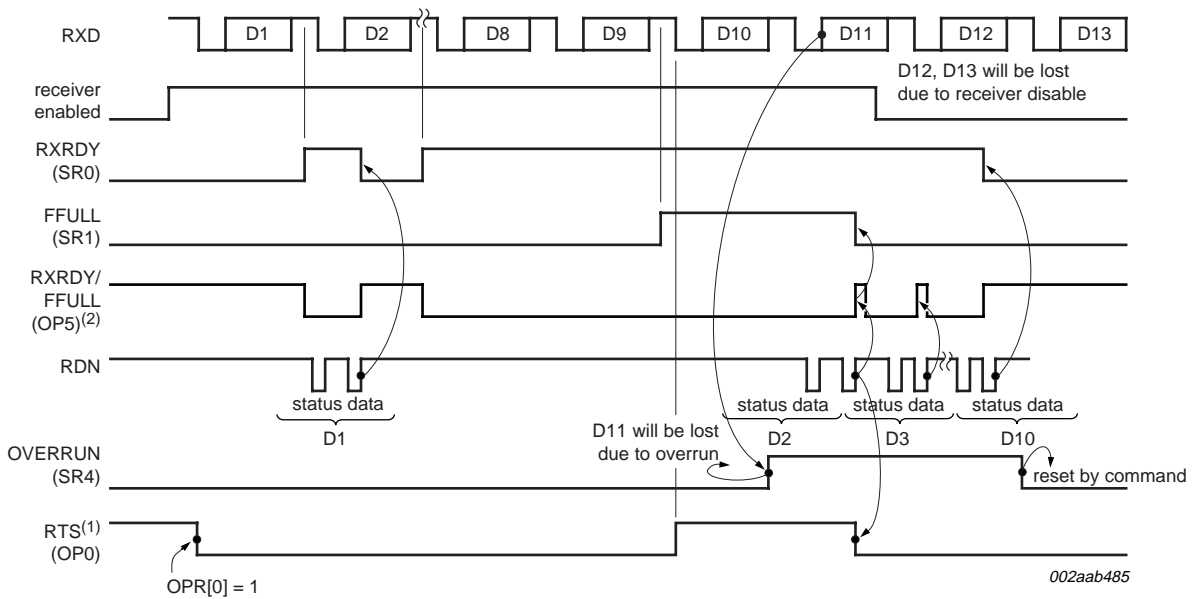 RXD
D1
D2
D8
D9
D10
D11
D12
D13
D12, D13 will be lost
due to receiver disable
receiver
enabled
RXRDY
(SR0)
FFULL
(SR1)
RXRDY/
FFULL
(OP5)(2)
RDN
status data
D1
status data
D2
status data
D3
status data
D10
D11 will be lost
due to overrun
OVERRUN
(SR4)
reset by command
RTS(1)
(OP0)
OPR[0] = 1
002aab485